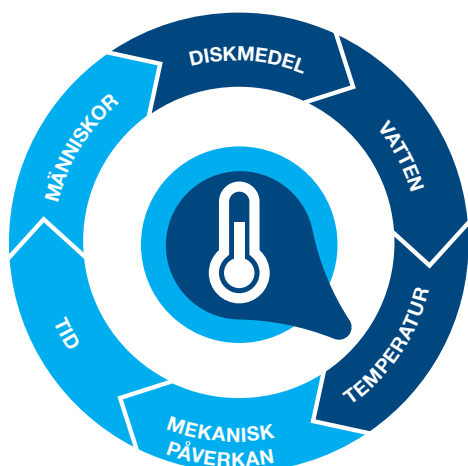 DISKMEDEL
VATTEN
TEMPERATUR
MEKANISK
PÅVERKAN
TID
MÄNNISKOR